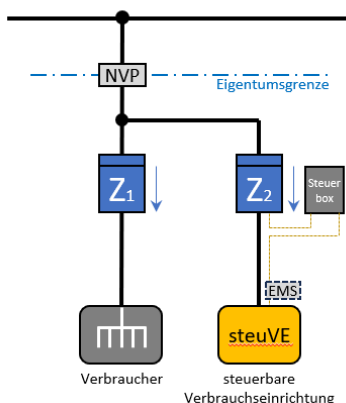 NVP
Eigentumsgrenze
Z1
Z2
Steuer
box
EMS
steuVE
Verbraucher
steuerbare
Verbrauchseinrichtung